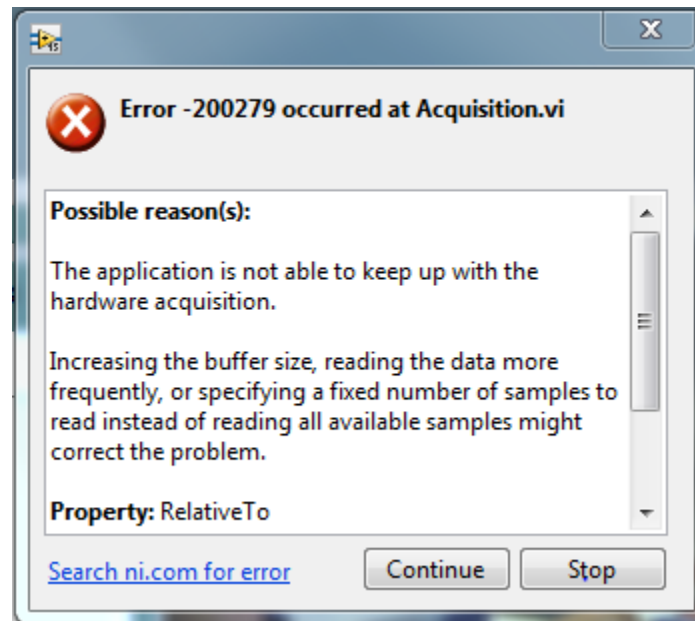 Error -200279 occurred at Acquisition.vi
Possible reason(s):
The application is not able to keep up with the
hardware acquisition.
Increasing the buffer size, reading the data more
frequently, or specifying a fixed number of samples to
read instead of reading all available samples might
correct the problem.
Property: RelativeTo
Search ni.com for error
Continue
Stop